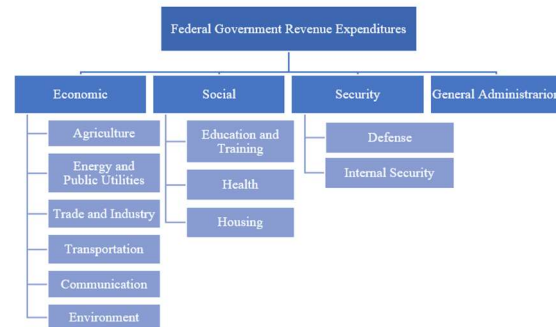 Federal Government Revenue Expenditures
Economic
Social
Security
General Administrarion
Agriculture
Energy and
Public Utilities
Trade and Industry
Transportation
Communication
Environment
Education and
Training
Health
Housing
Defense
Internal Security